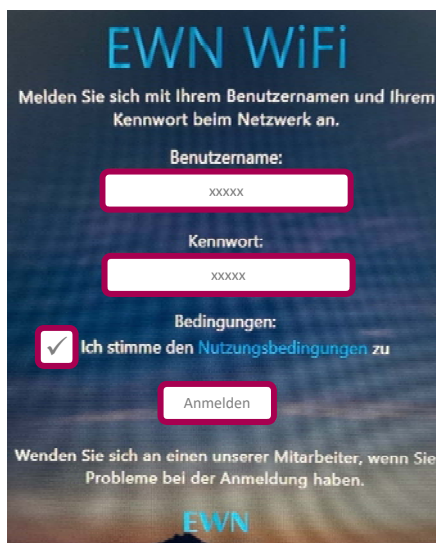 EWN WiFi
Melden Sie sich mit Ihrem Benutzernamen und Ihrem
Kennwort beim Netzwerk an.
Benutzername:
xxxxx
Kennwort:
xxxxx
Bedingungen:
✓ Ich stimme den Nutzungsbedingungen zu
Anmelden
Wenden Sie sich an einen unserer Mitarbeiter, wenn Sie
Probleme bei der Anmeldung haben.
EWN